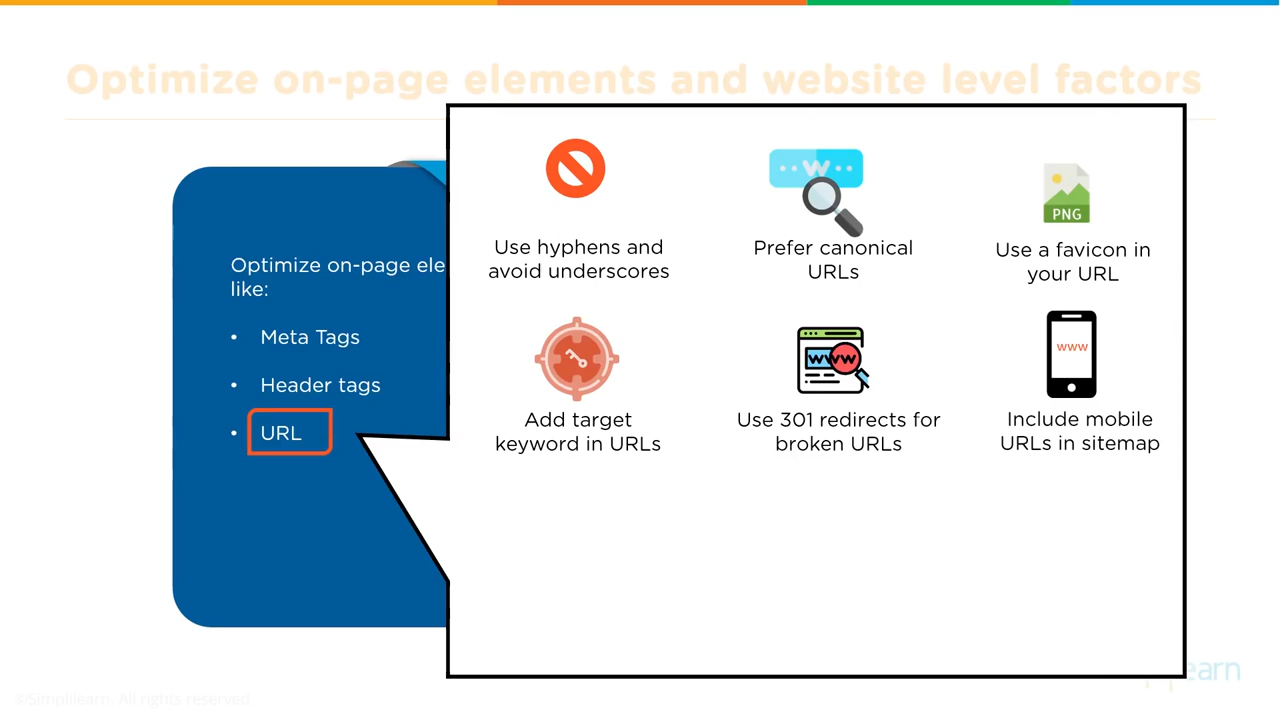 Optimize on-page elements and website level factors
Optimize on-page ele
like:
• Meta Tags
• Header tags
• URL
Use hyphens and
avoid underscores
W
Prefer canonical
URLs
PNG
Use a favicon in
your URL
Add target
keyword in URLs
WWW
Use 301 redirects for
broken URLs
www
Include mobile
URLs in sitemap
©Simplilearn. All rights reserved
earn